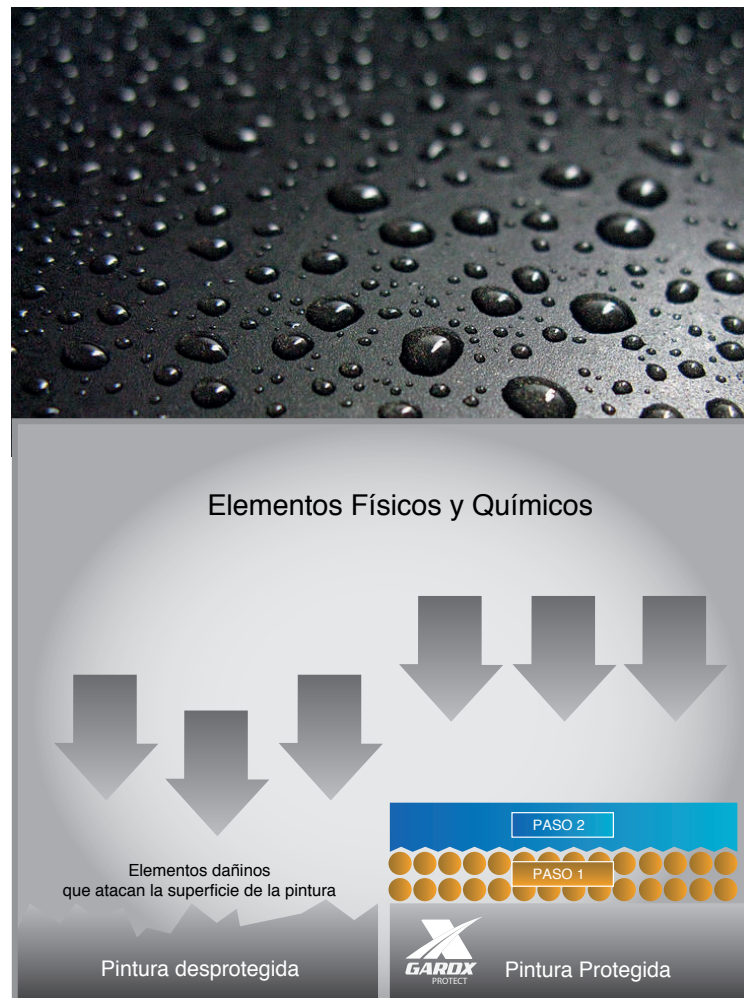 Elementos Físicos y Químicos
PASO 2
PASO 1
Elementos dañinos
que atacan la superficie de la pintura
Pintura desprotegida
GARDX
PROTECT
Pintura Protegida